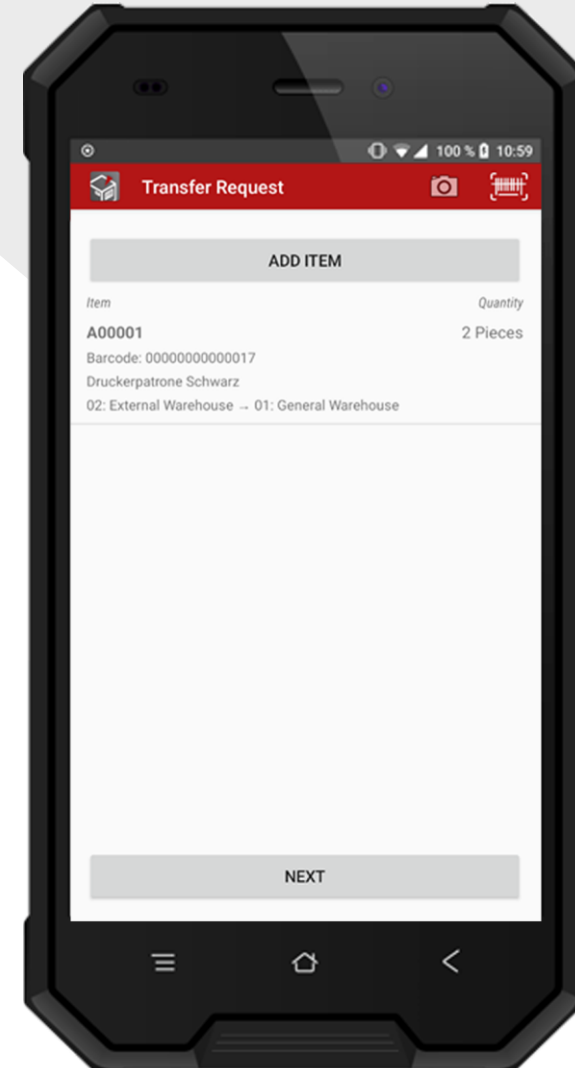 100 % 10:59
Transfer Request
ADD ITEM
Item Quantity
A00001 2 Pieces
Barcode: 00000000000017
Druckerpatrone Schwarz
02: External Warehouse → 01: General Warehouse
NEXT